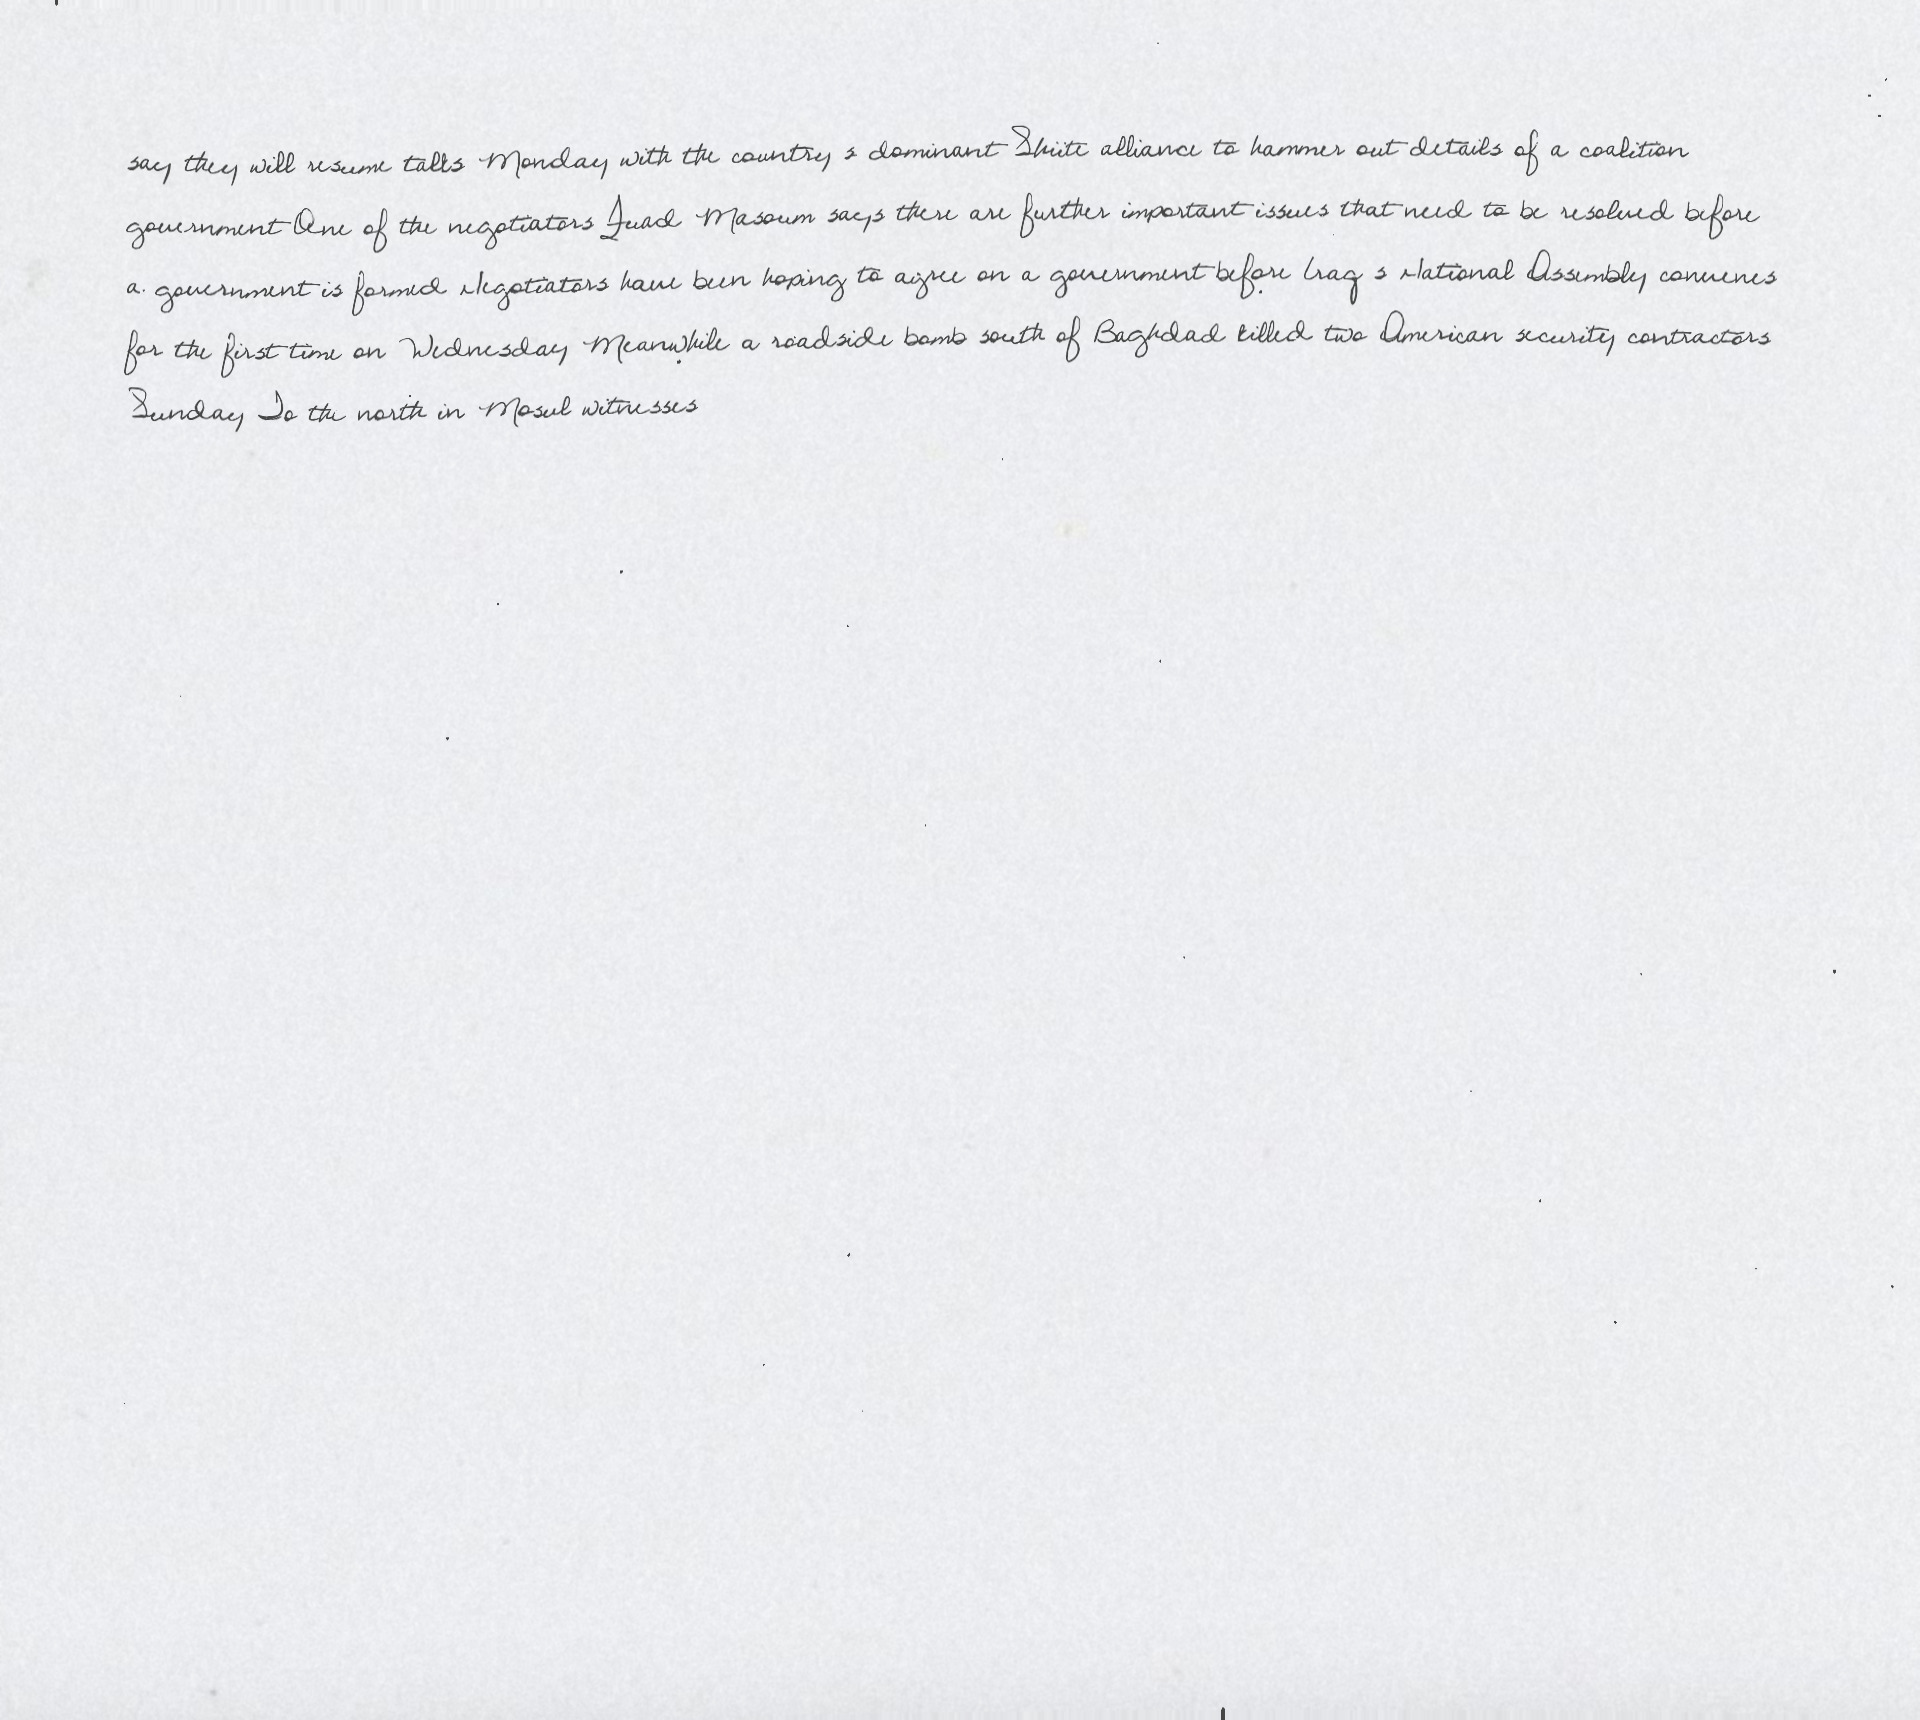 say they will resume talks Monday with the country s dominant Shiite alliance to hammer out details of a coalition
government One of the negotiators Fuad Masoum says there are further important issues that need to be resolved before
a government is formed Negotiators have been hoping to agree on a government before Iraq s National Assembly convenes
for the first time on Wednesday Meanwhile a roadside bomb south of Baghdad killed two American security contractors
Sunday To the north in Mosul witnesses